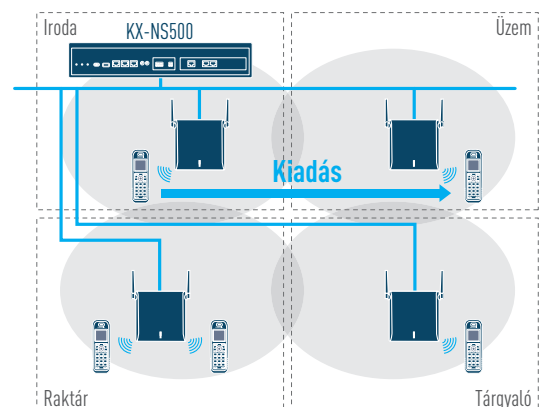 Iroda
KX-NS500
Üzem
Kiadás
Raktár
Tárgyaló